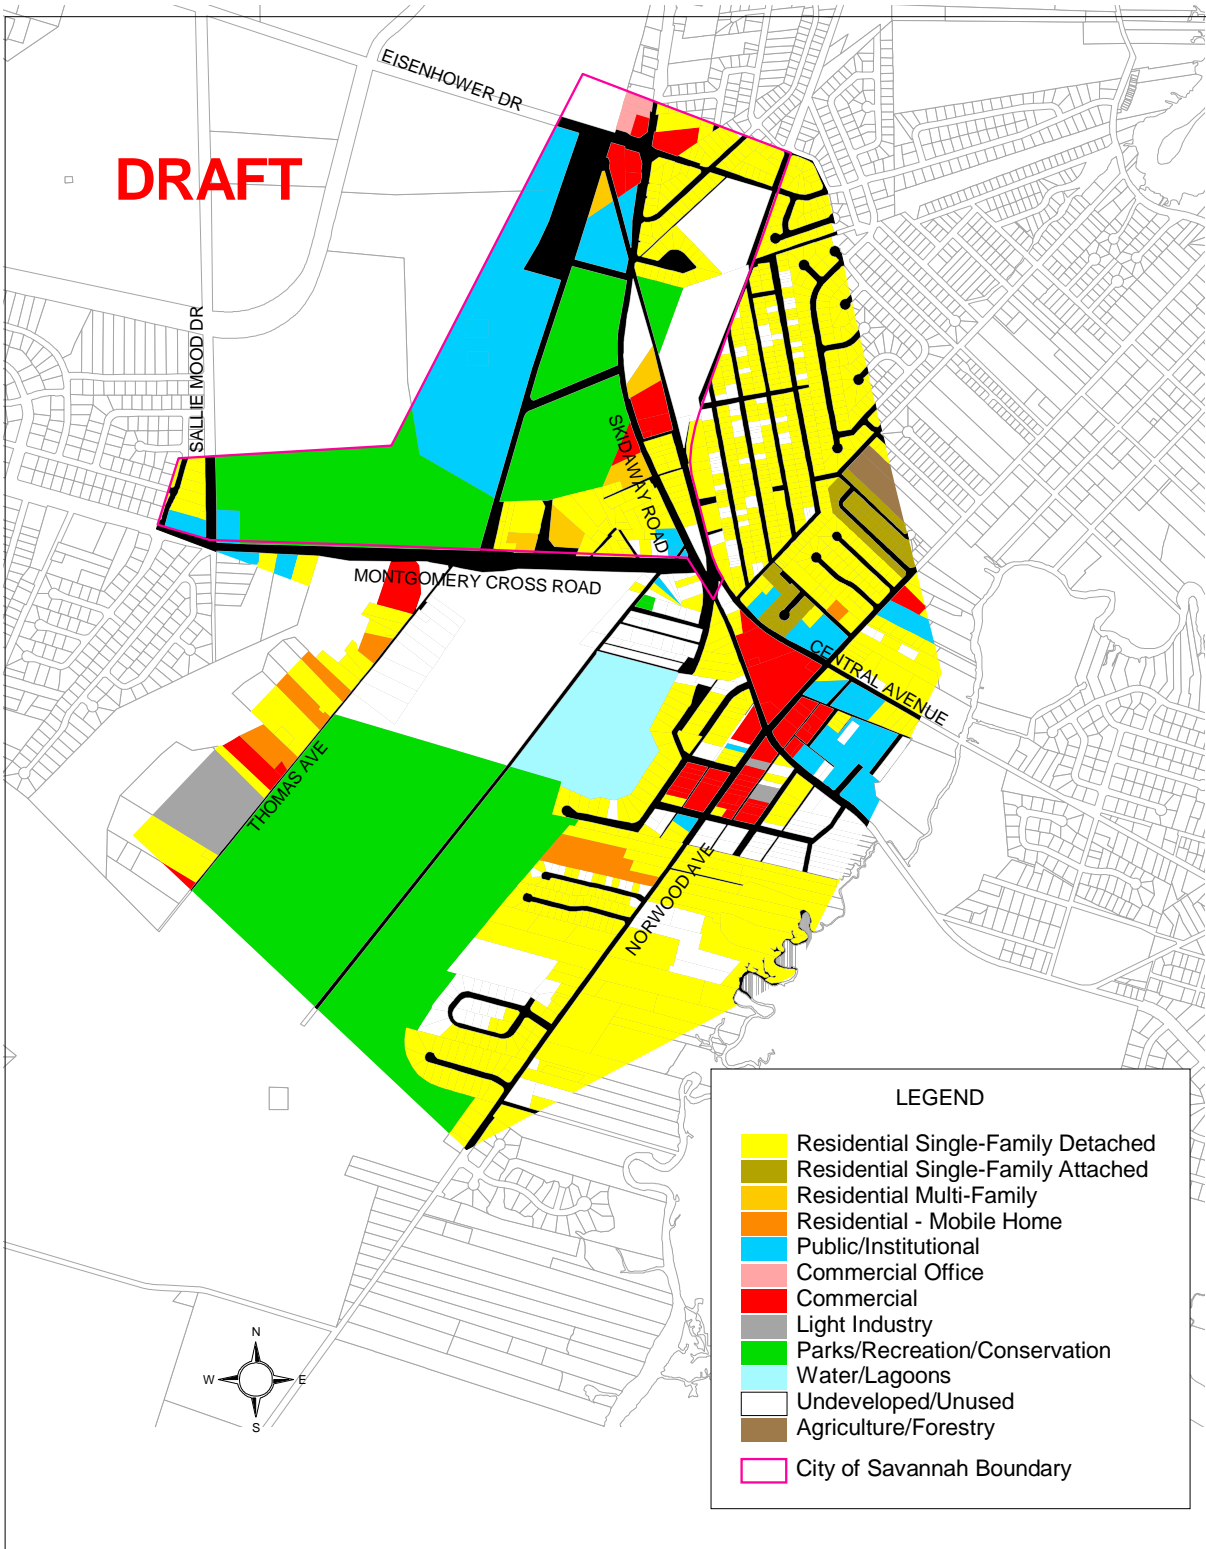 EISENHOWER DR
DRAFT
SALLIE MOOD DR
SKIDAWAY ROAD
MONTGOMERY CROSS ROAD
CENTRAL AVENUE
THOMAS AVE
NORWOOD AVE
LEGEND
Residential Single-Family Detached
Residential Single-Family Attached
Residential Multi-Family
Residential - Mobile Home
Public/Institutional
Commercial Office
Commercial
Light Industry
Parks/Recreation/Conservation
Water/Lagoons
Undeveloped/Unused
Agriculture/Forestry
City of Savannah Boundary
N
W E
S